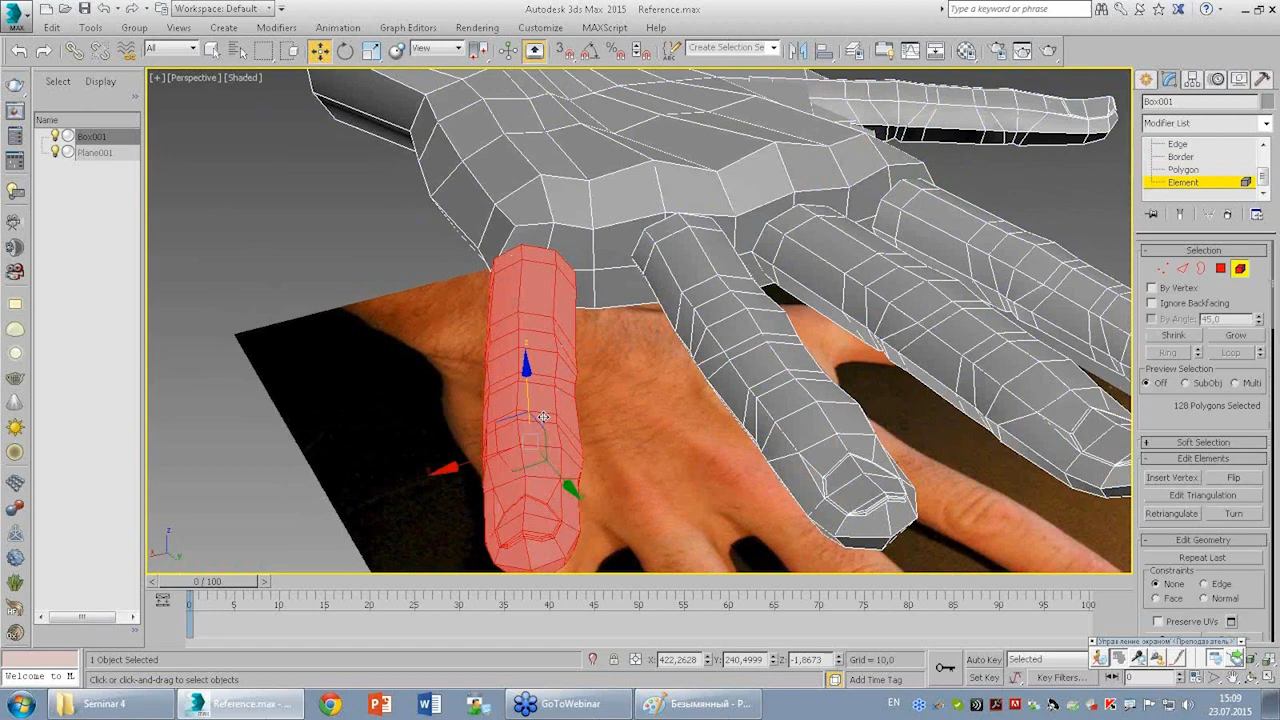 Workspace: Default
Autodesk 3ds Max 2015 Reference.max
Type a keyword or phrase
MAX
Edit Tools Group Views Create Modifiers Animation Graph Editors Rendering Customize MAXScript Help
All
View
Create Selection Se
Select Display
[+] [Perspective] [Shaded]
Box001
Name
Modifier List
Box001
Plane001
Edge
Border
Polygon
Element
Selection
By Vertex
Ignore Backfacing
By Angle: 45,0
Shrink Grow
Ring Loop
Preview Selection
Off SubObj Multi
128 Polygons Selected
Soft Selection
Edit Elements
Insert Vertex Flip
Edit Triangulation
Retriangulate Turn
Edit Geometry
Repeat Last
Constraints
None Edge
Face Normal
Preserve UVs
z
z
x y
0 / 100
0 5 10 15 20 25 30 35 40 45 50 55 60 65 70 75 80 85 90 95 100
Управление экраном: Преподаватель
1 Object Selected
X: 422,2628 Y: 240,4999 Z: -1,8673 Grid = 10,0
Auto Key Selected
Welcome to M
Click or click-and-drag to select objects
Add Time Tag
Set Key Key Filters... 0
Seminar 4
Reference.max - ...
GoToWebinar
Безымянный - P...
EN
15:09
23.07.2015